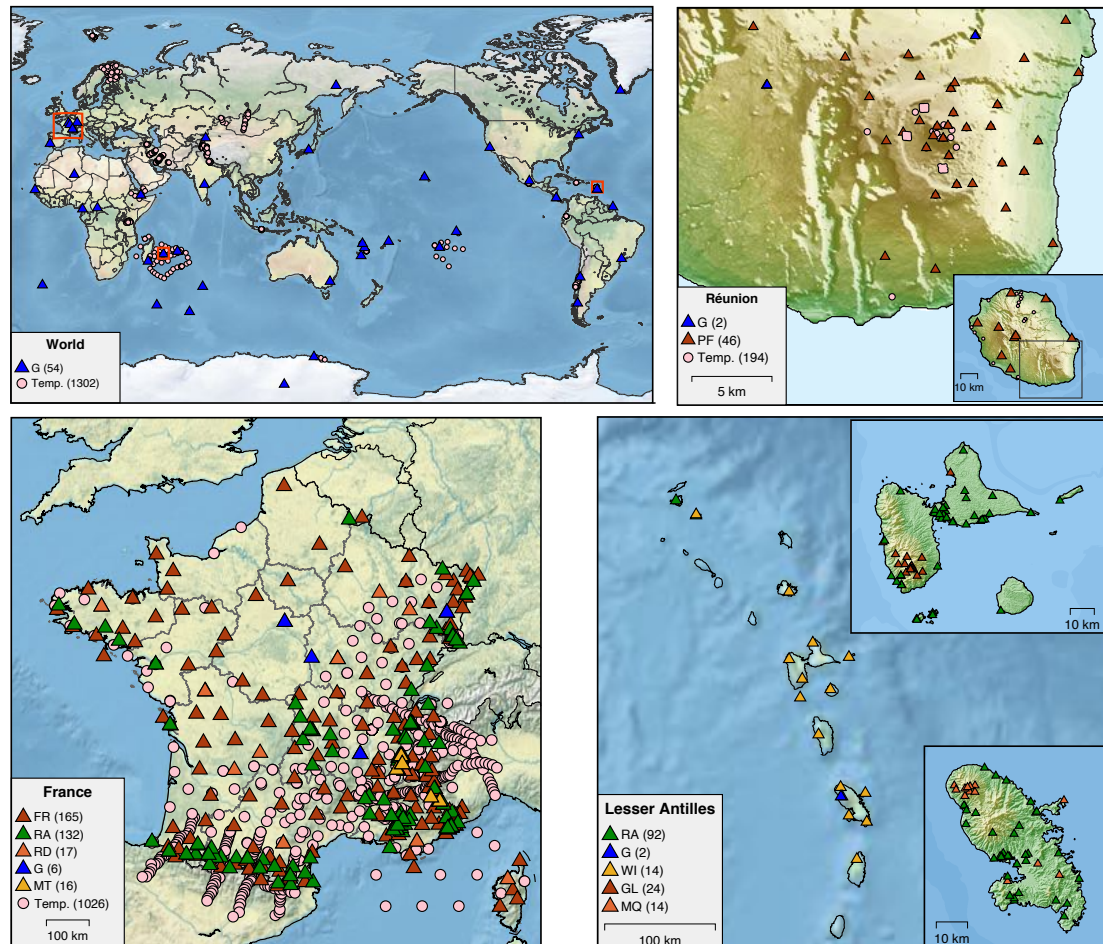 World
G (54)
Temp. (1302)
Réunion
G (2)
PF (46)
Temp. (194)
5 km
10 km
France
FR (165)
RA (132)
RD (17)
G (6)
MT (16)
Temp. (1026)
100 km
Lesser Antilles
RA (92)
G (2)
WI (14)
GL (24)
MQ (14)
100 km
10 km
10 km